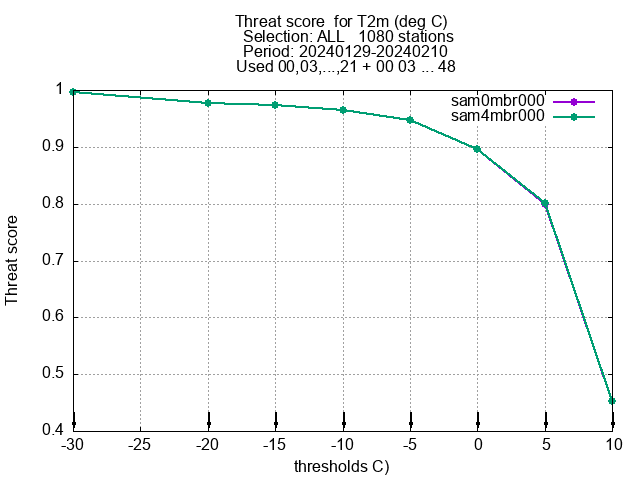 Threat score  for T2m (deg C)
Selection: ALL   1080 stations
Period: 20240129-20240210
Used 00,03,...,21 + 00 03 ... 48
sam0mbr000
sam4mbr000
1
0.9
0.8
0.7
0.6
0.5
0.4
Threat score
-30 -25 -20 -15 -10 -5 0 5 10
thresholds C)